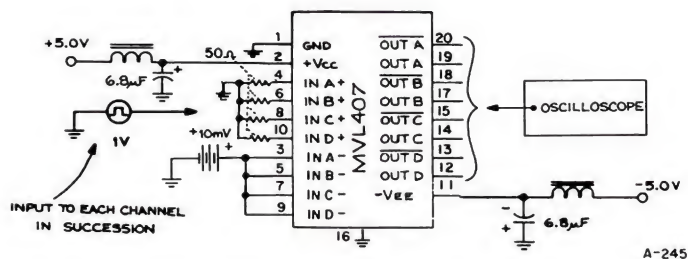 +5.0V
6.8µF
+
50Ω
1V
+10mV
+
INPUT TO EACH CHANNEL
IN SUCCESSION
1 GND
2 +VCC
4 IN A+
6 IN B+
8 IN C+
10 IN D+
3 IN A-
5 IN B-
7 IN C-
9 IN D-
16
MVL407
OUT A 20
OUT A 19
OUT B 18
OUT B 17
OUT C 15
OUT C 14
OUT D 13
OUT D 12
-VEE 11
OSCILLOSCOPE
-5.0V
-
+
6.8µF
A-245